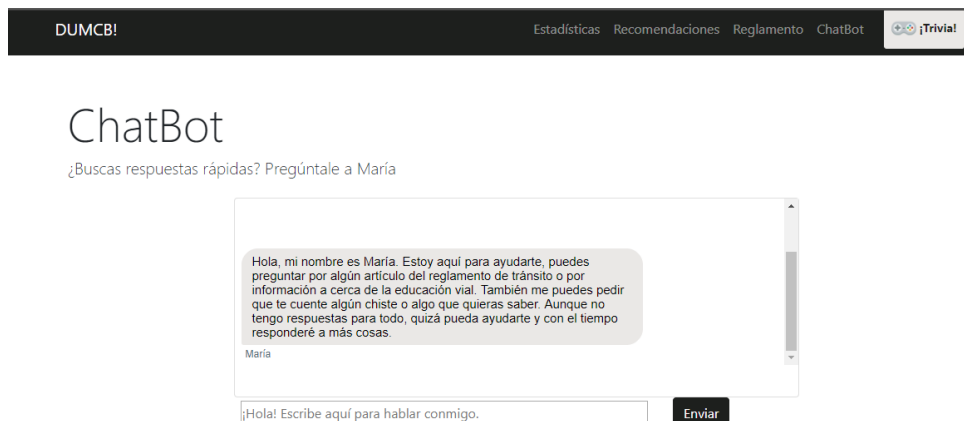 DUMCB!
Estadísticas Recomendaciones Reglamento ChatBot ¡Trivia!
ChatBot
¿Buscas respuestas rápidas? Pregúntale a María
Hola, mi nombre es María. Estoy aquí para ayudarte, puedes
preguntar por algún artículo del reglamento de tránsito o por
información a cerca de la educación vial. También me puedes pedir
que te cuente algún chiste o algo que quieras saber. Aunque no
tengo respuestas para todo, quizá pueda ayudarte y con el tiempo
responderé a más cosas.
María
¡Hola! Escribe aquí para hablar conmigo.
Enviar